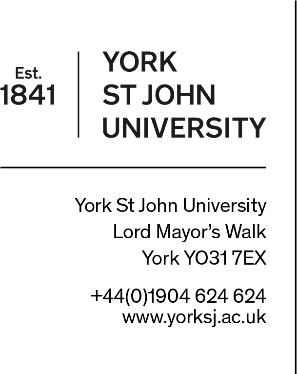 Est.
1841
YORK
ST JOHN
UNIVERSITY
York St John University
Lord Mayor's Walk
York YO31 7EX
+44(0)1904 624 624
www.yorksj.ac.uk